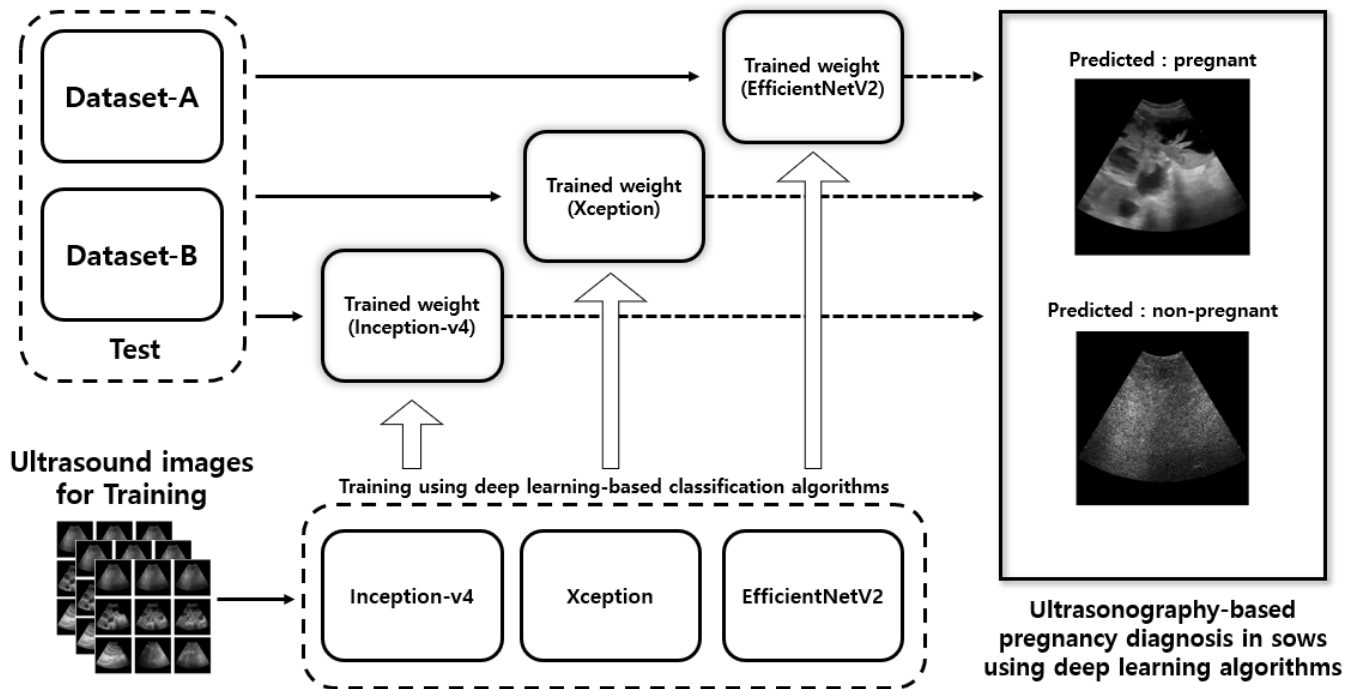 Dataset-A
Dataset-B
Test
Trained weight
(EfficientNetV2)
Trained weight
(Xception)
Trained weight
(Inception-v4)
Predicted : pregnant
Predicted : non-pregnant
Ultrasound images
for Training
Training using deep learning-based classification algorithms
Inception-v4
Xception
EfficientNetV2
Ultrasonography-based
pregnancy diagnosis in sows
using deep learning algorithms